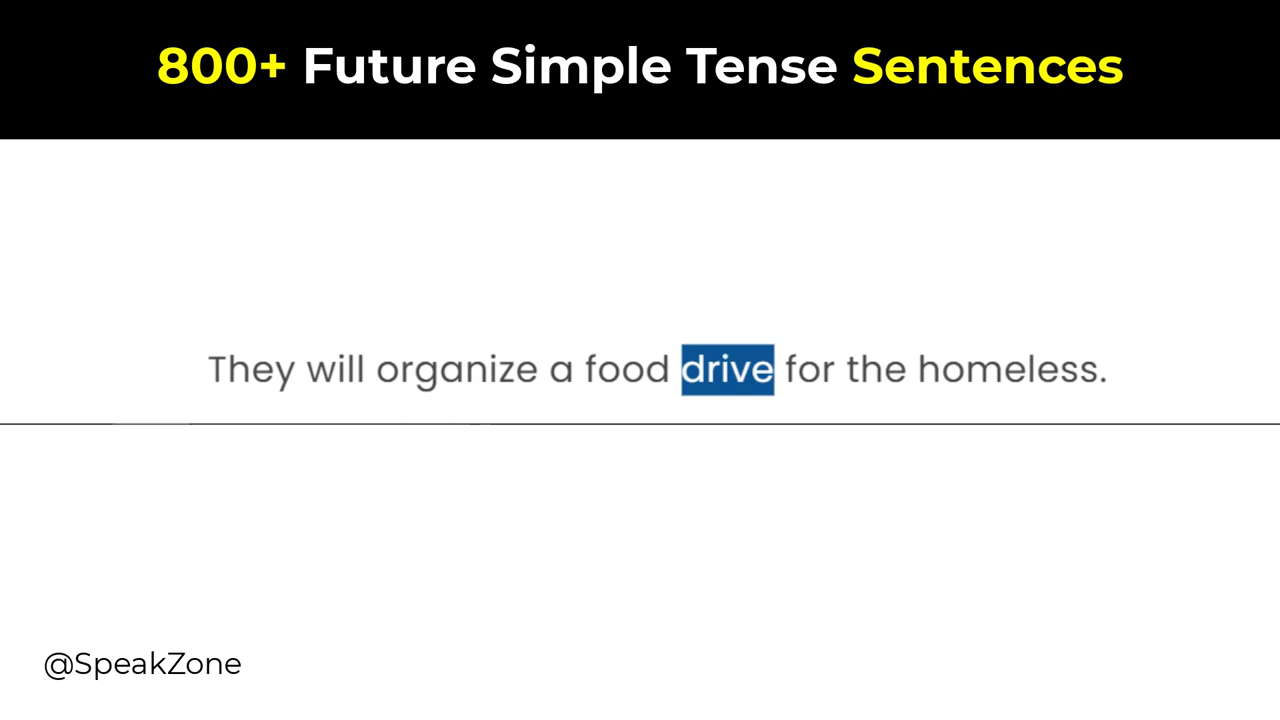 800+ Future Simple Tense Sentences
They will organize a food drive for the homeless.
@SpeakZone